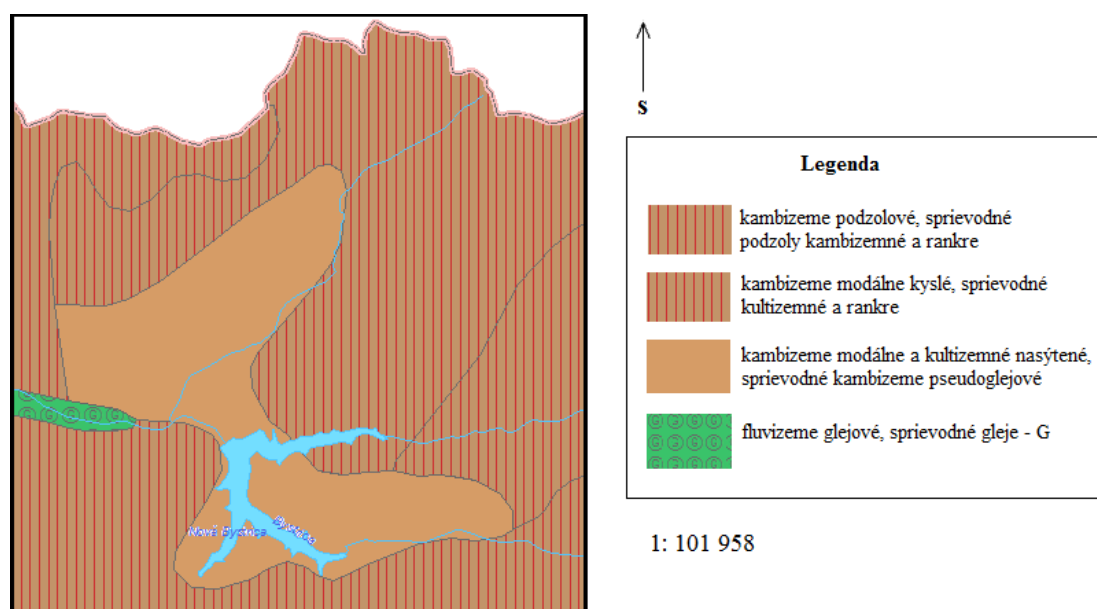 S
Legenda
kambizeme podzolové, sprievodné
podzoly kambizemné a rankre
kambizeme modálne kyslé, sprievodné
kultizemné a rankre
kambizeme modálne a kultizemné nasýtené,
sprievodné kambizeme pseudoglejové
fluvizeme glejové, sprievodné gleje - G
1: 101 958
Nová Bystrica